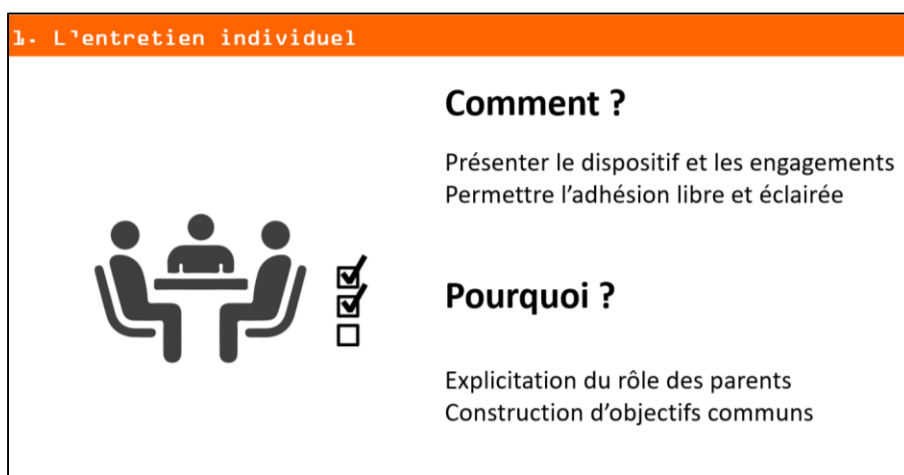 1. L'entretien individuel
Comment ?
Présenter le dispositif et les engagements
Permettre l'adhésion libre et éclairée
Pourquoi ?
Explicitation du rôle des parents
Construction d'objectifs communs